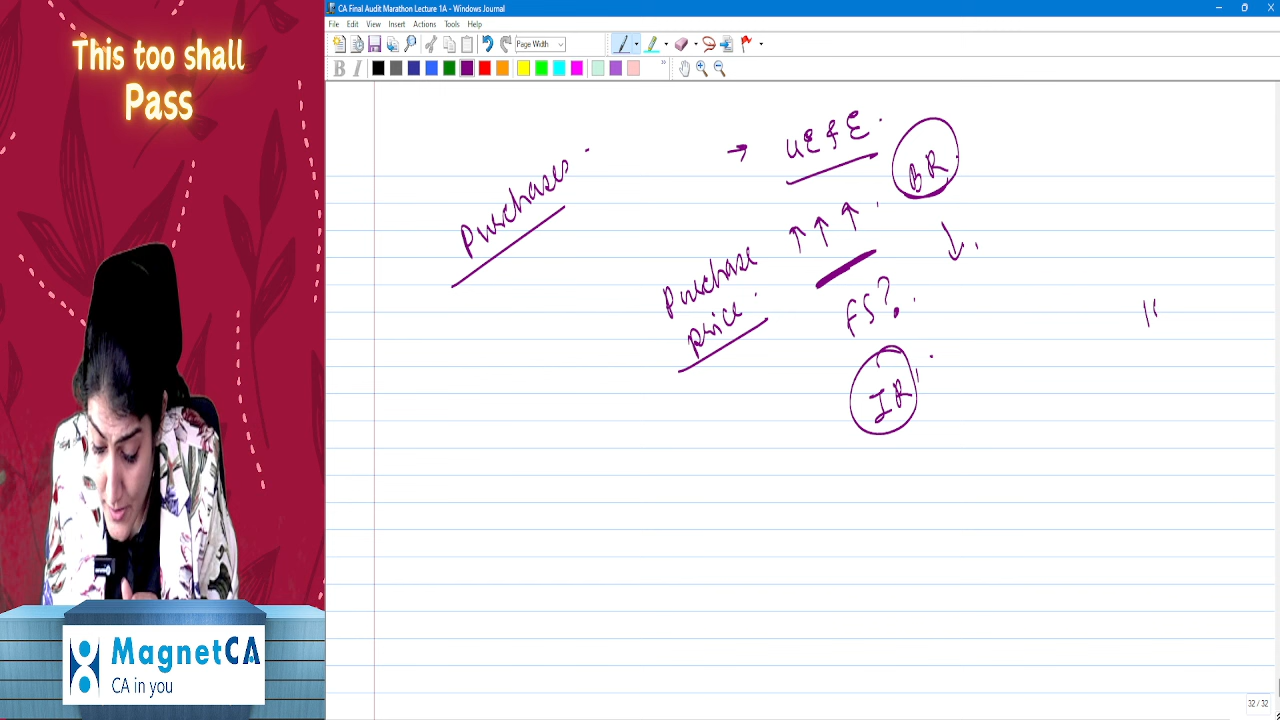 This too shall
Pass
CA Final Audit Marathon Lecture 1A - Windows Journal
File Edit View Insert Actions Tools Help
Page Width
B I
Purchases.
→ UE & E.
BR
↑ ↑ ↑
Purchase
price.
↓
FS?
IR
"
MagnetCA
CA in you
32 / 32